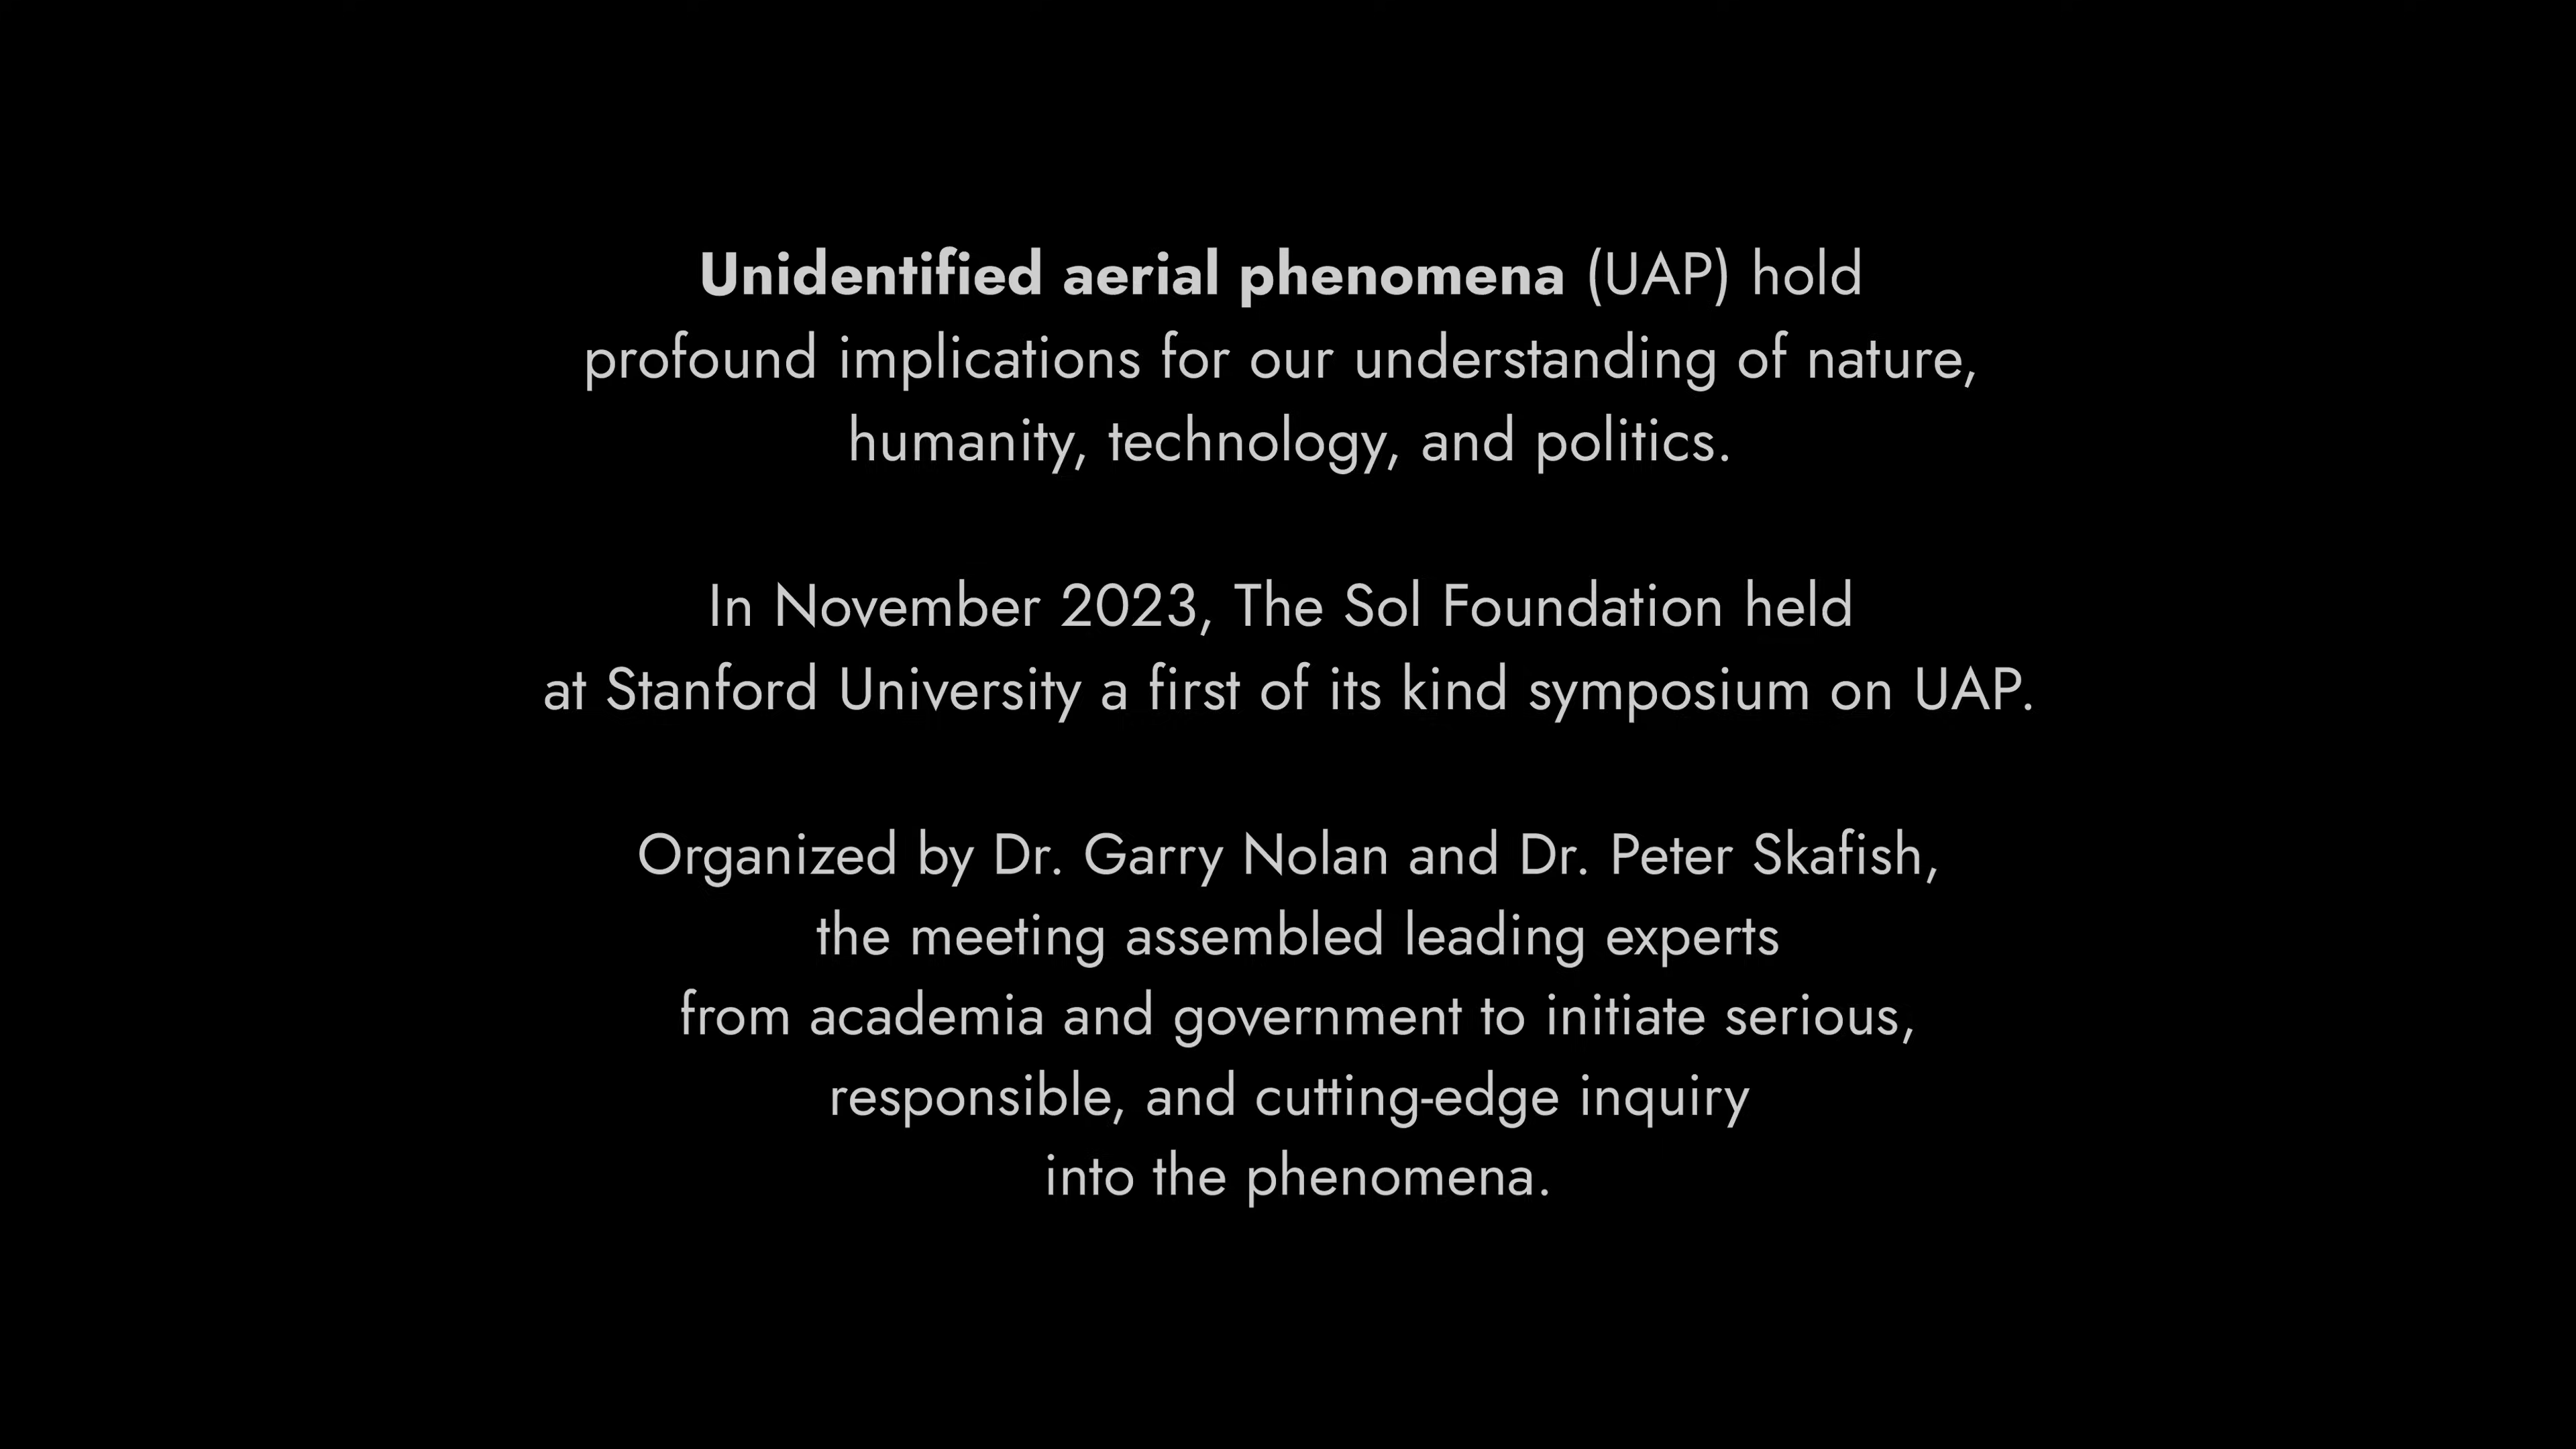 Unidentified aerial phenomena (UAP) hold
profound implications for our understanding of nature,
humanity, technology, and politics.
In November 2023, The Sol Foundation held
at Stanford University a first of its kind symposium on UAP.
Organized by Dr. Garry Nolan and Dr. Peter Skafish,
the meeting assembled leading experts
from academia and government to initiate serious,
responsible, and cutting-edge inquiry
into the phenomena.